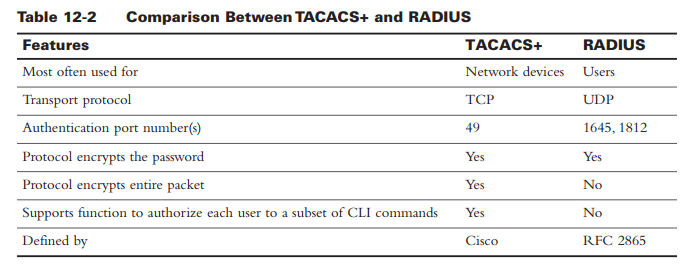 Table 12-2 Comparison Between TACACS+ and RADIUS
Features TACACS+ RADIUS
Most often used for Network devices Users
Transport protocol TCP UDP
Authentication port number(s) 49 1645, 1812
Protocol encrypts the password Yes Yes
Protocol encrypts entire packet Yes No
Supports function to authorize each user to a subset of CLI commands Yes No
Defined by Cisco RFC 2865